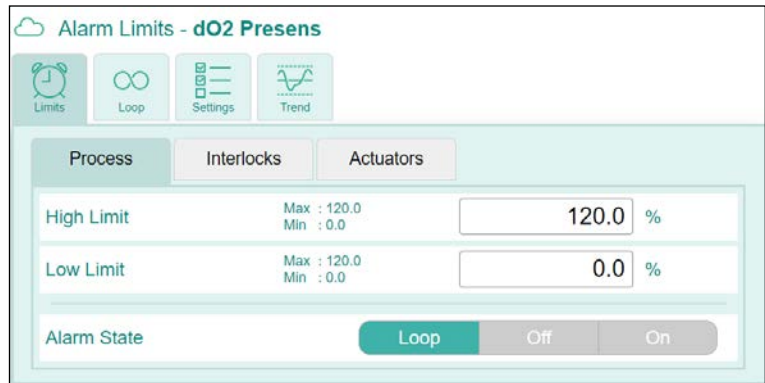 Alarm Limits - dO2 Presens
Limits Loop Settings Trend
Process Interlocks Actuators
High Limit Max : 120.0 120.0 %
Min : 0.0
Low Limit Max : 120.0 0.0 %
Min : 0.0
Alarm State Loop Off On